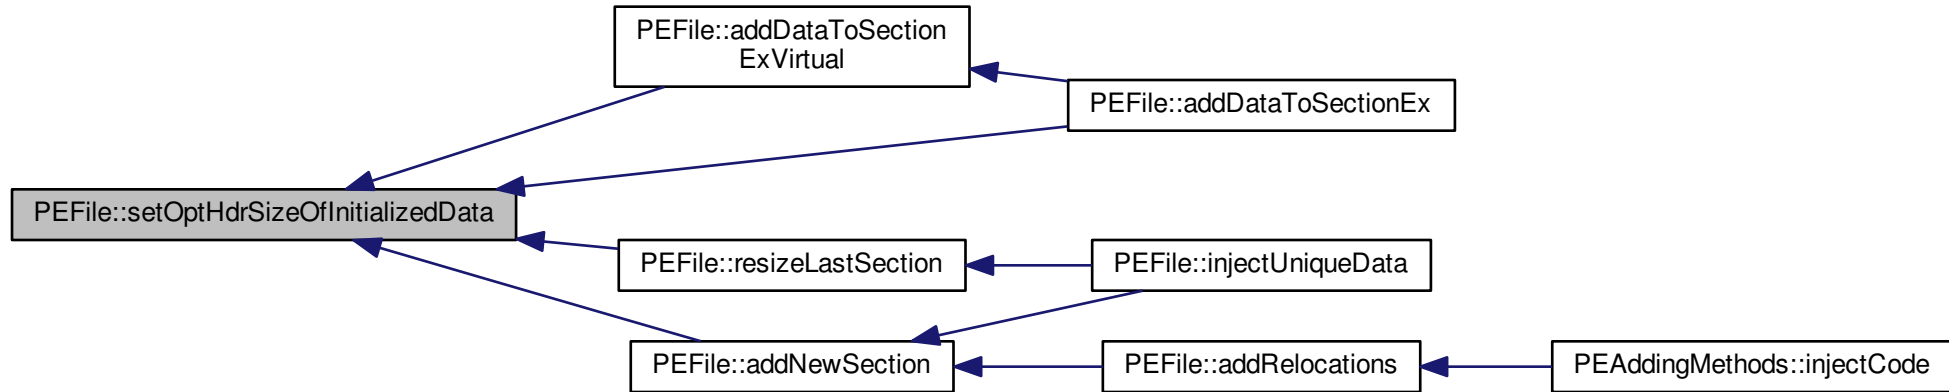 PEFile::addDataToSection
ExVirtual
PEFile::addDataToSectionEx
PEFile::setOptHdrSizeOfInitializedData
PEFile::resizeLastSection
PEFile::injectUniqueData
PEFile::addNewSection
PEFile::addRelocations
PEAddingMethods::injectCode